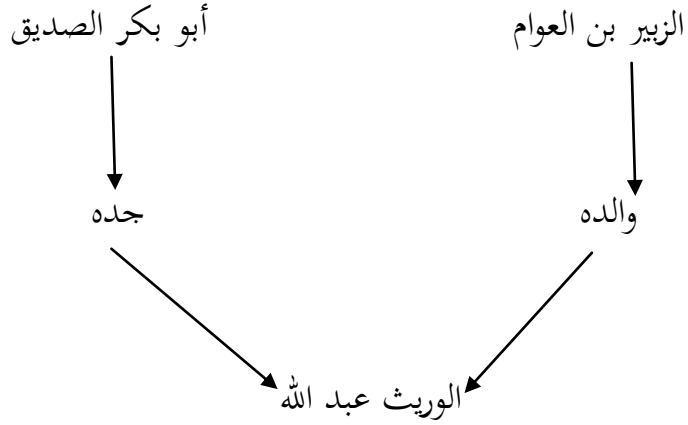 الزبير بن العوام
أبو بكر الصديق
والده
جده
الوريث عبد الله